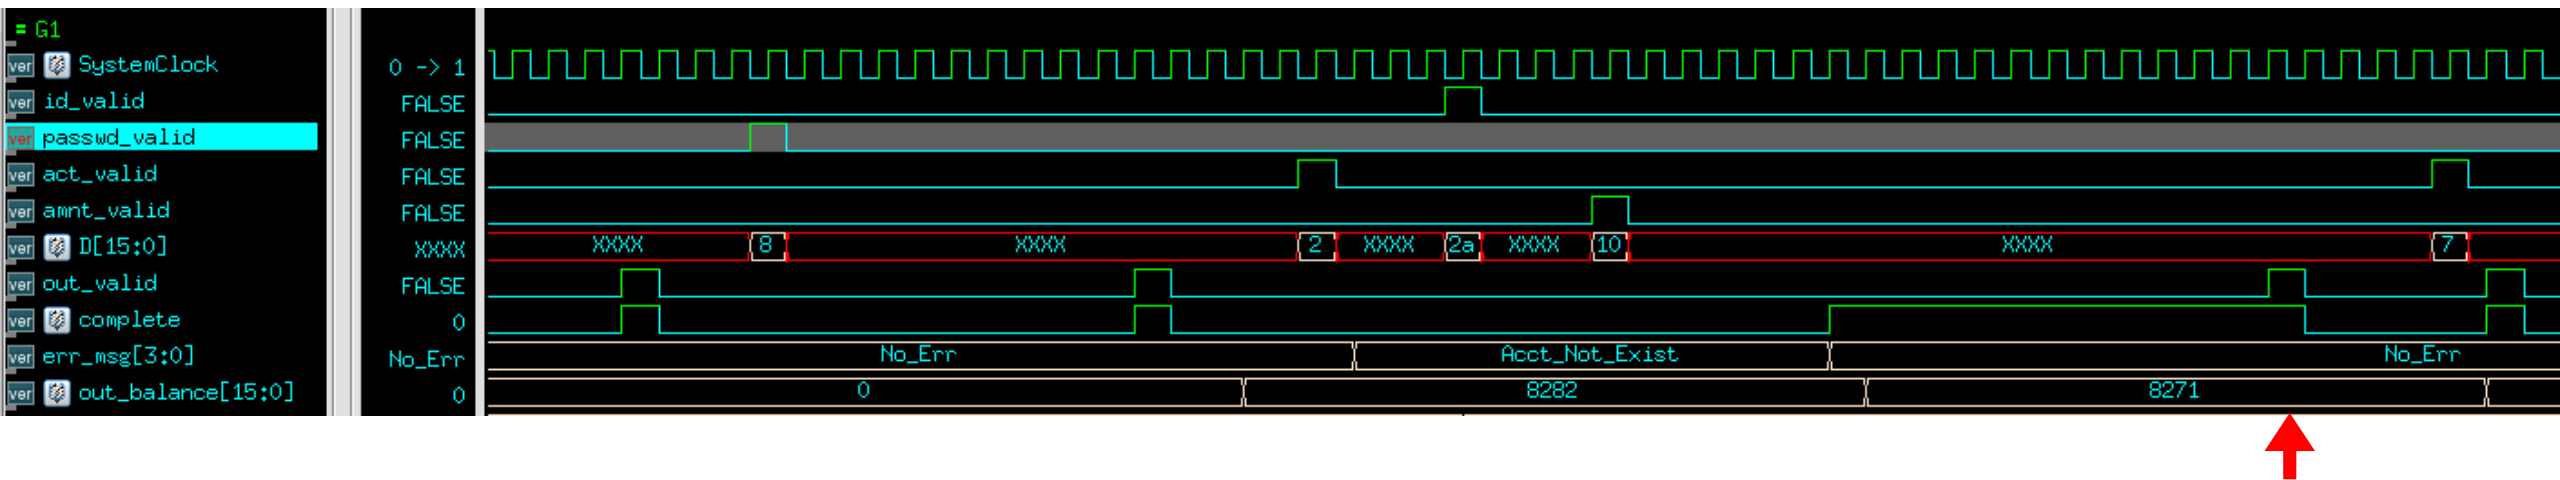 = G1
ver SystemClock 0 -> 1
ver id_valid FALSE
ver passwd_valid FALSE
ver act_valid FALSE
ver amnt_valid FALSE
ver D[15:0] XXXX XXXX 8 XXXX 2 XXXX 2a XXXX 10 XXXX 7
ver out_valid FALSE
ver complete 0
ver err_msg[3:0] No_Err No_Err Acct_Not_Exist No_Err
ver out_balance[15:0] 0 0 8282 8271